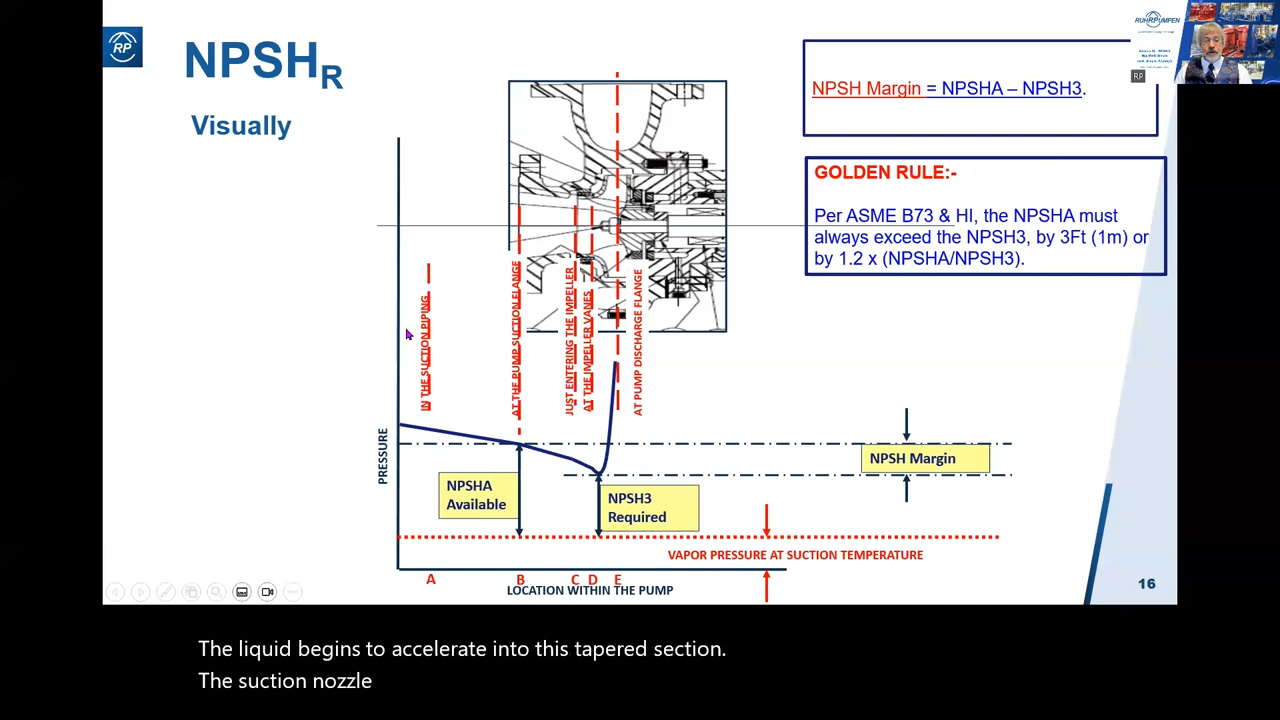 RP
NPSHR
Visually
RUHRPUMPEN
RP
NPSH Margin = NPSHA – NPSH3.
GOLDEN RULE:-
Per ASME B73 & HI, the NPSHA must
always exceed the NPSH3, by 3Ft (1m) or
by 1.2 x (NPSHA/NPSH3).
IN THE SUCTION PIPING
AT THE PUMP SUCTION FLANGE
JUST ENTERING THE IMPELLER
AT THE IMPELLER VANES
AT PUMP DISCHARGE FLANGE
PRESSURE
NPSH Margin
NPSHA
Available
NPSH3
Required
VAPOR PRESSURE AT SUCTION TEMPERATURE
A B C D E
LOCATION WITHIN THE PUMP
16
The liquid begins to accelerate into this tapered section.
The suction nozzle